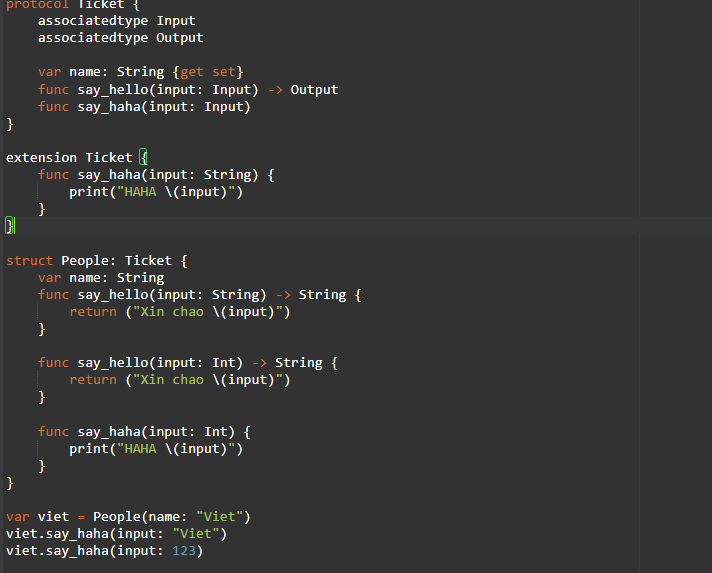 protocol Ticket {
    associatedtype Input
    associatedtype Output

    var name: String {get set}
    func say_hello(input: Input) -> Output
    func say_haha(input: Input)
}

extension Ticket {
    func say_haha(input: String) {
        print("HAHA \(input)")
    }
}

struct People: Ticket {
    var name: String
    func say_hello(input: String) -> String {
        return ("Xin chao \(input)")
    }

    func say_hello(input: Int) -> String {
        return ("Xin chao \(input)")
    }

    func say_haha(input: Int) {
        print("HAHA \(input)")
    }
}

var viet = People(name: "Viet")
viet.say_haha(input: "Viet")
viet.say_haha(input: 123)